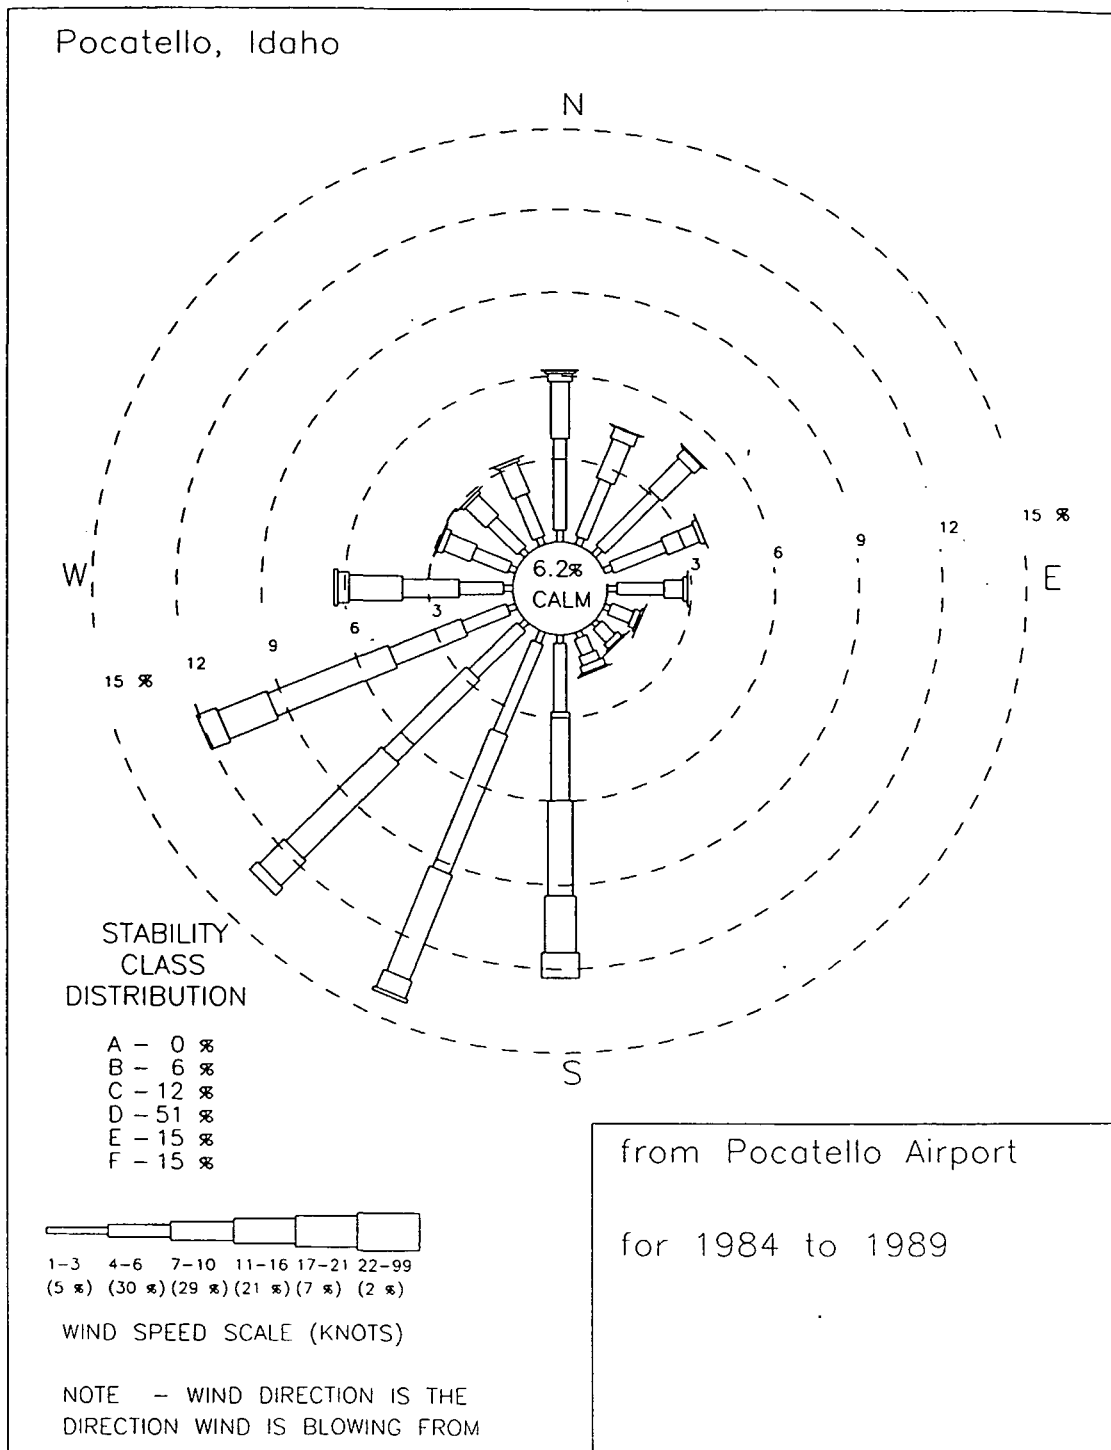 Pocatello, Idaho
N
15 %
12
9
6
3
6.2%
CALM
W
E
3
6
9
12
15 %
S
STABILITY
CLASS
DISTRIBUTION
A - 0 %
B - 6 %
C - 12 %
D - 51 %
E - 15 %
F - 15 %
1-3 4-6 7-10 11-16 17-21 22-99
(5 %) (30 %) (29 %) (21 %) (7 %) (2 %)
WIND SPEED SCALE (KNOTS)
NOTE - WIND DIRECTION IS THE
DIRECTION WIND IS BLOWING FROM
from Pocatello Airport
for 1984 to 1989